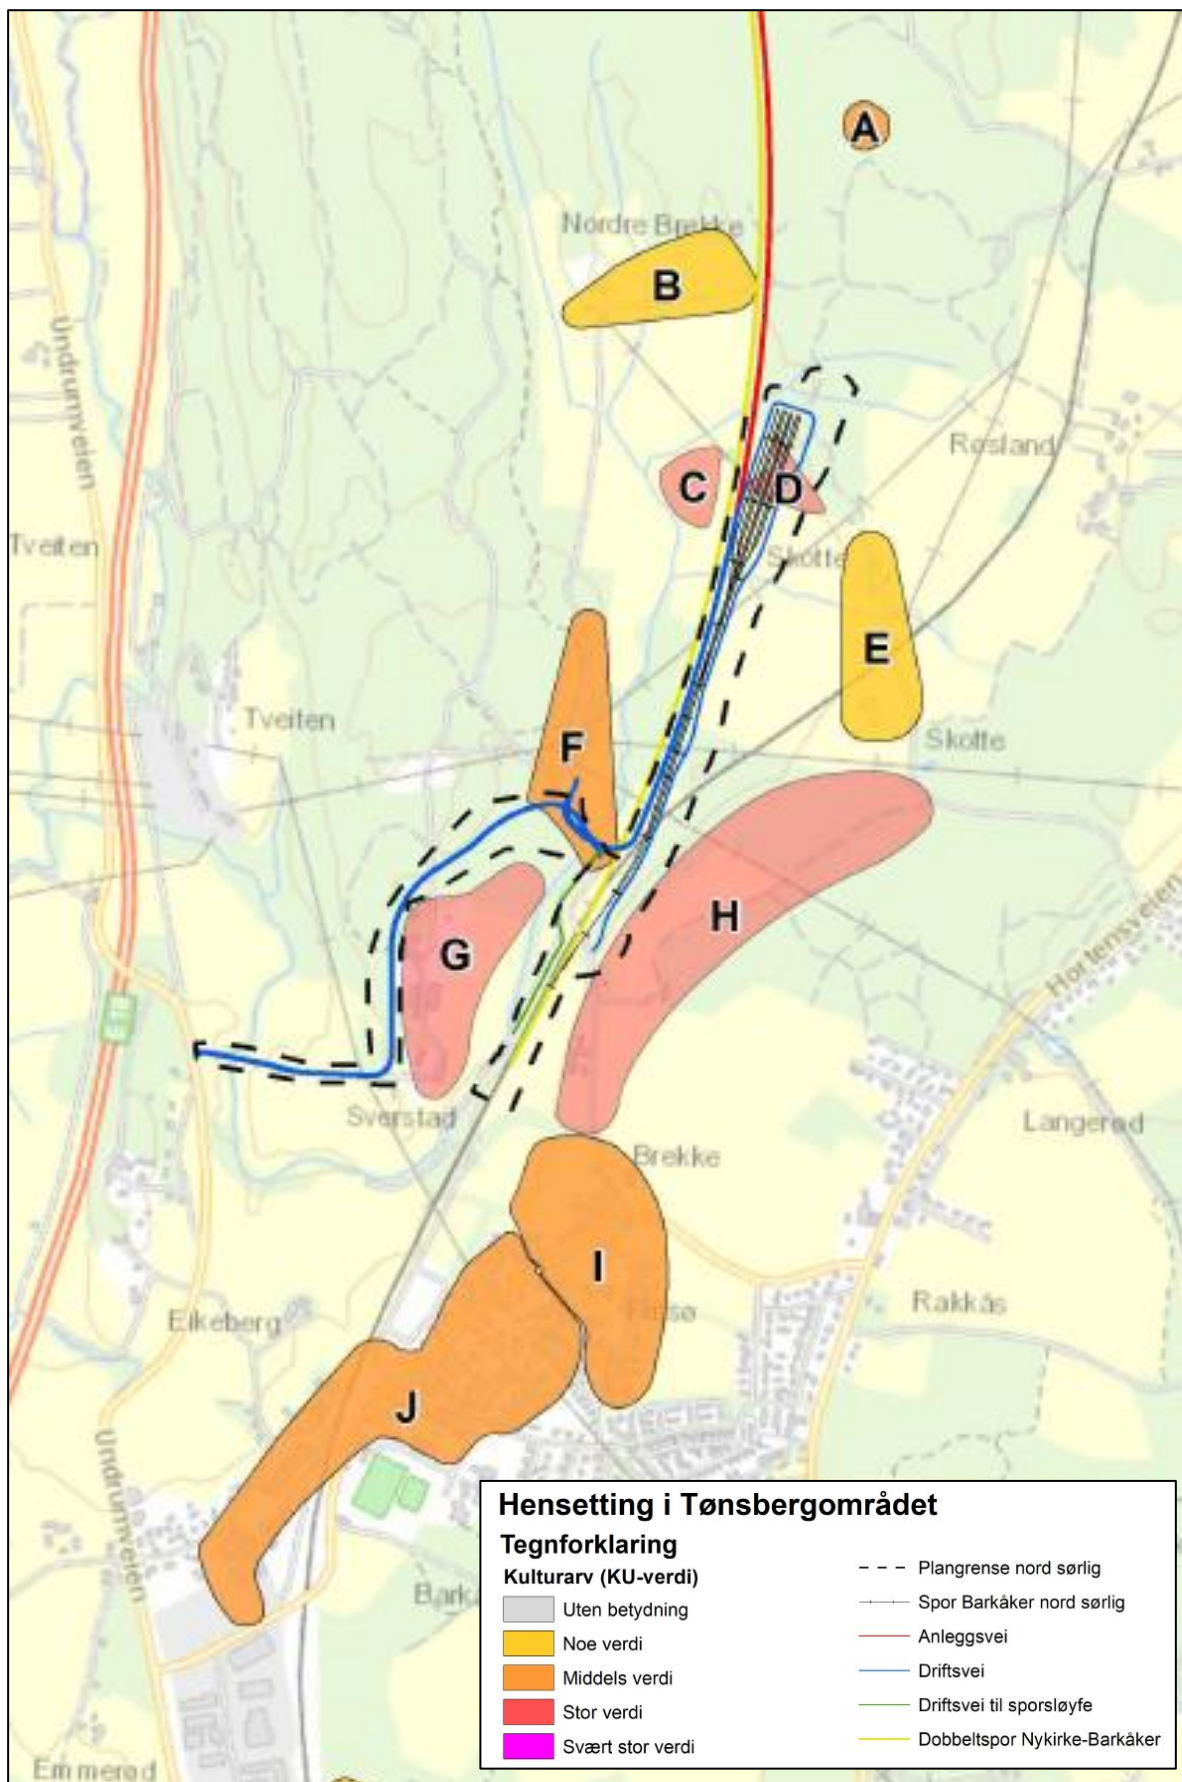 A
Nordre Brekke
B
Undrumveien
Røsland
C
D
Tveiten
Skotte
E
Tveiten
F
Skotte
H
G
Hortensveien
Sverstad
Langerød
Brekke
I
Rakkås
Eikeberg
J
Undrumveien
Emmerød
Hensetting i Tønsbergområdet
Tegnforklaring
Kulturarv (KU-verdi)
Uten betydning
Noe verdi
Middels verdi
Stor verdi
Svært stor verdi
Plangrense nord sørlig
Spor Barkåker nord sørlig
Anleggsvei
Driftsvei
Driftsvei til sporsløyfe
Dobbeltspor Nykirke-Barkåker